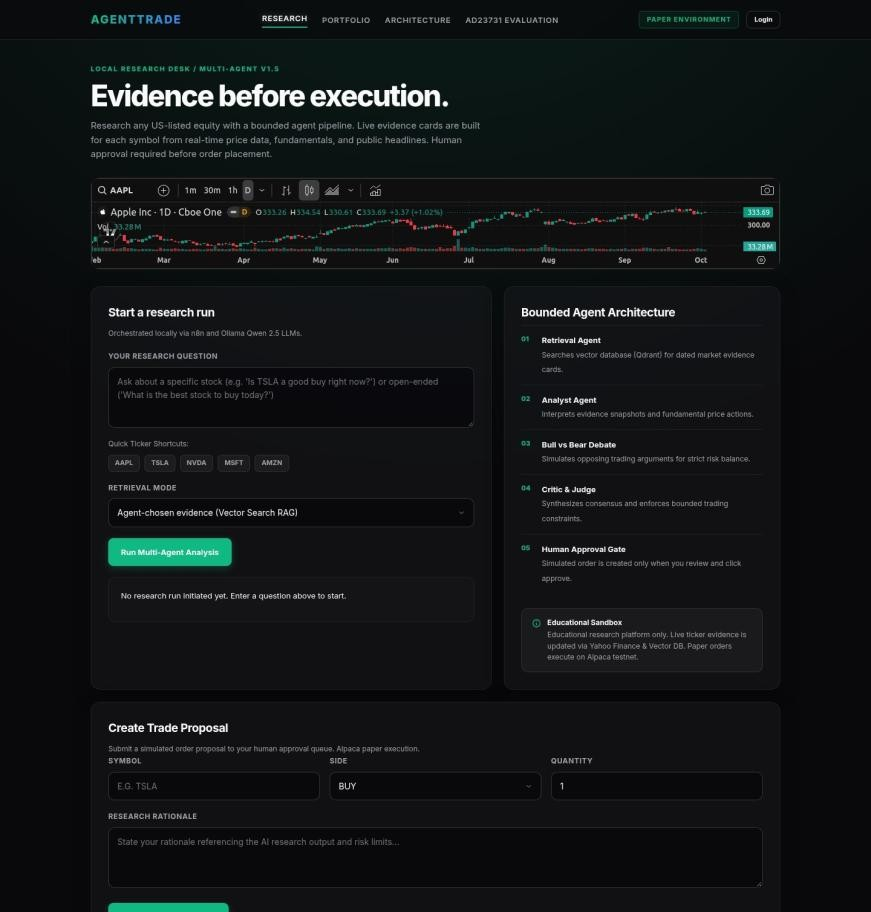 AGENTTRADE
RESEARCH
PORTFOLIO
ARCHITECTURE
AD23731 EVALUATION
PAPER ENVIRONMENT
Login
LOCAL RESEARCH DESK / MULTI-AGENT V1.5
Evidence before execution.
Research any US-listed equity with a bounded agent pipeline. Live evidence cards are built
for each symbol from real-time price data, fundamentals, and public headlines. Human
approval required before order placement.
AAPL
1m 30m 1h D
Apple Inc · 1D · Cboe One D O333.26 H334.54 L330.61 C333.69 +3.37 (+1.02%)
333.69
Vol 33.28M
300.00
33.28M
eb Mar Apr May Jun Jul Aug Sep Oct
Start a research run
Orchestrated locally via n8n and Ollama Qwen 2.5 LLMs.
YOUR RESEARCH QUESTION
Ask about a specific stock (e.g. 'Is TSLA a good buy right now?') or open-ended
('What is the best stock to buy today?')
Quick Ticker Shortcuts:
AAPL TSLA NVDA MSFT AMZN
RETRIEVAL MODE
Agent-chosen evidence (Vector Search RAG)
Run Multi-Agent Analysis
No research run initiated yet. Enter a question above to start.
Bounded Agent Architecture
01 Retrieval Agent
Searches vector database (Qdrant) for dated market evidence
cards.
02 Analyst Agent
Interprets evidence snapshots and fundamental price actions.
03 Bull vs Bear Debate
Simulates opposing trading arguments for strict risk balance.
04 Critic & Judge
Synthesizes consensus and enforces bounded trading
constraints.
05 Human Approval Gate
Simulated order is created only when you review and click
approve.
Educational Sandbox
Educational research platform only. Live ticker evidence is
updated via Yahoo Finance & Vector DB. Paper orders
execute on Alpaca testnet.
Create Trade Proposal
Submit a simulated order proposal to your human approval queue. Alpaca paper execution.
SYMBOL
SIDE
QUANTITY
E.G. TSLA
BUY
1
RESEARCH RATIONALE
State your rationale referencing the AI research output and risk limits...